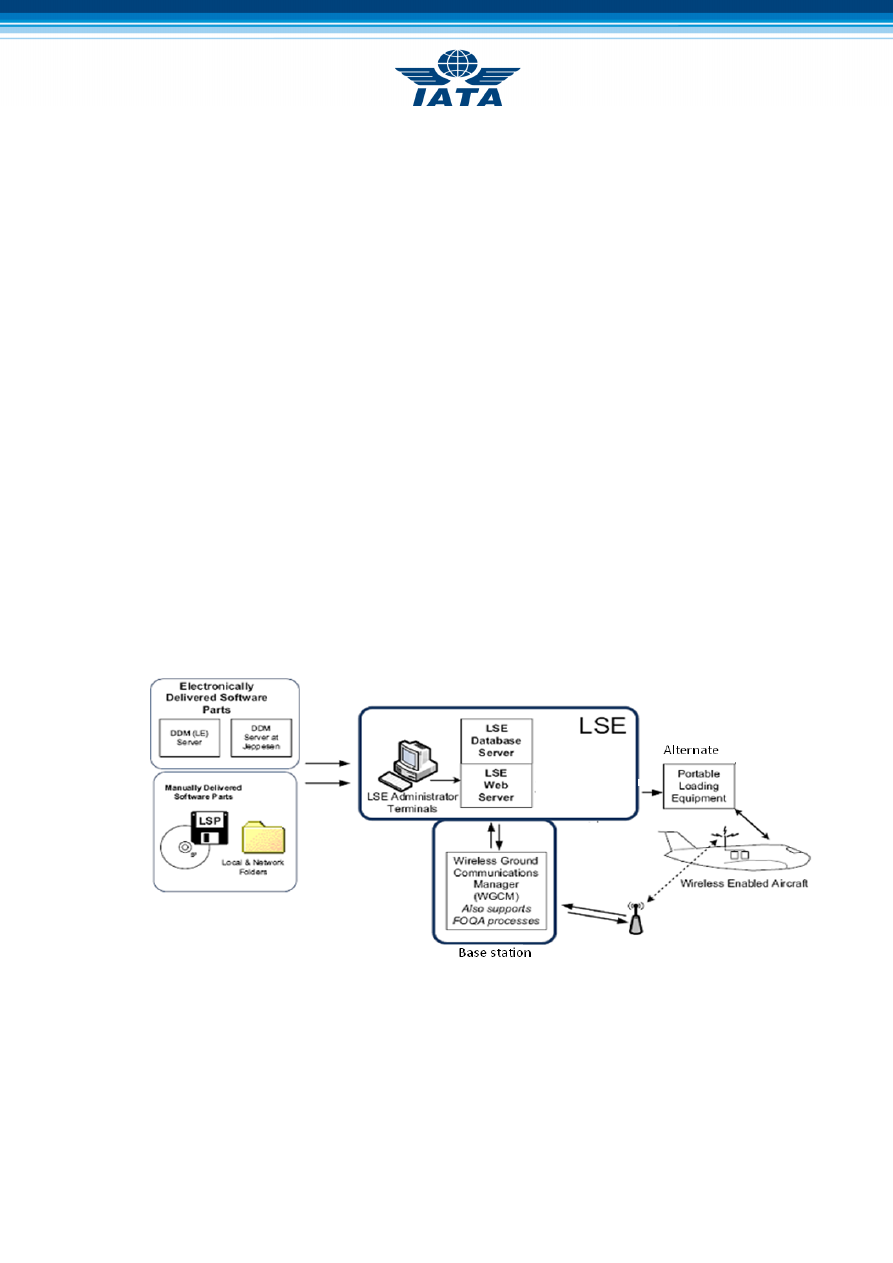 IATA
Electronically
Delivered Software
Parts
DDM (LE)
Server
DDM
Server at
Jeppesen
Manually Delivered
Software Parts
LSP
Local & Network
Folders
LSE
LSE
Database
Server
LSE
Web
Server
LSE Administrator
Terminals
Wireless Ground
Communications
Manager
(WGCM)
Also supports
FOQA processes
Base station
Alternate
Portable
Loading
Equipment
Wireless Enabled Aircraft